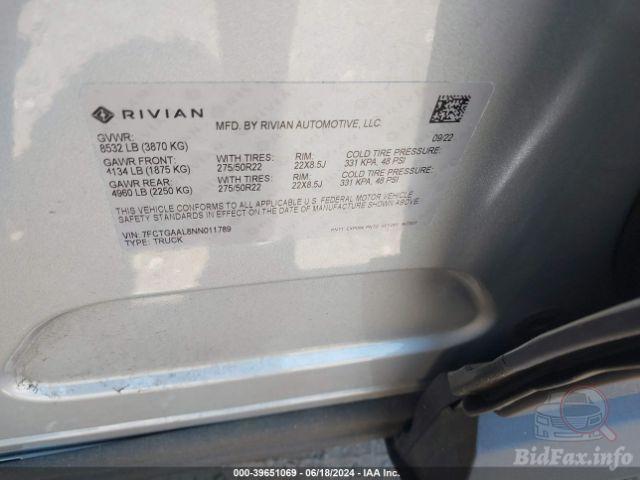 RIVIAN
MFD. BY RIVIAN AUTOMOTIVE, LLC.
09/22
GVWR:
8532 LB (3870 KG)
GAWR FRONT: WITH TIRES: RIM: COLD TIRE PRESSURE:
4134 LB (1875 KG) 275/50R22 22X8.5J 331 KPA, 48 PSI
GAWR REAR: WITH TIRES: RIM: COLD TIRE PRESSURE:
4960 LB (2250 KG) 275/50R22 22X8.5J 331 KPA, 48 PSI
THIS VEHICLE CONFORMS TO ALL APPLICABLE U.S. FEDERAL MOTOR VEHICLE
SAFETY STANDARDS IN EFFECT ON THE DATE OF MANUFACTURE SHOWN ABOVE.
VIN: 7FCTGAAL8NN011789
TYPE: TRUCK
BidFax.info
000-39651069 - 06/18/2024 - IAA Inc.